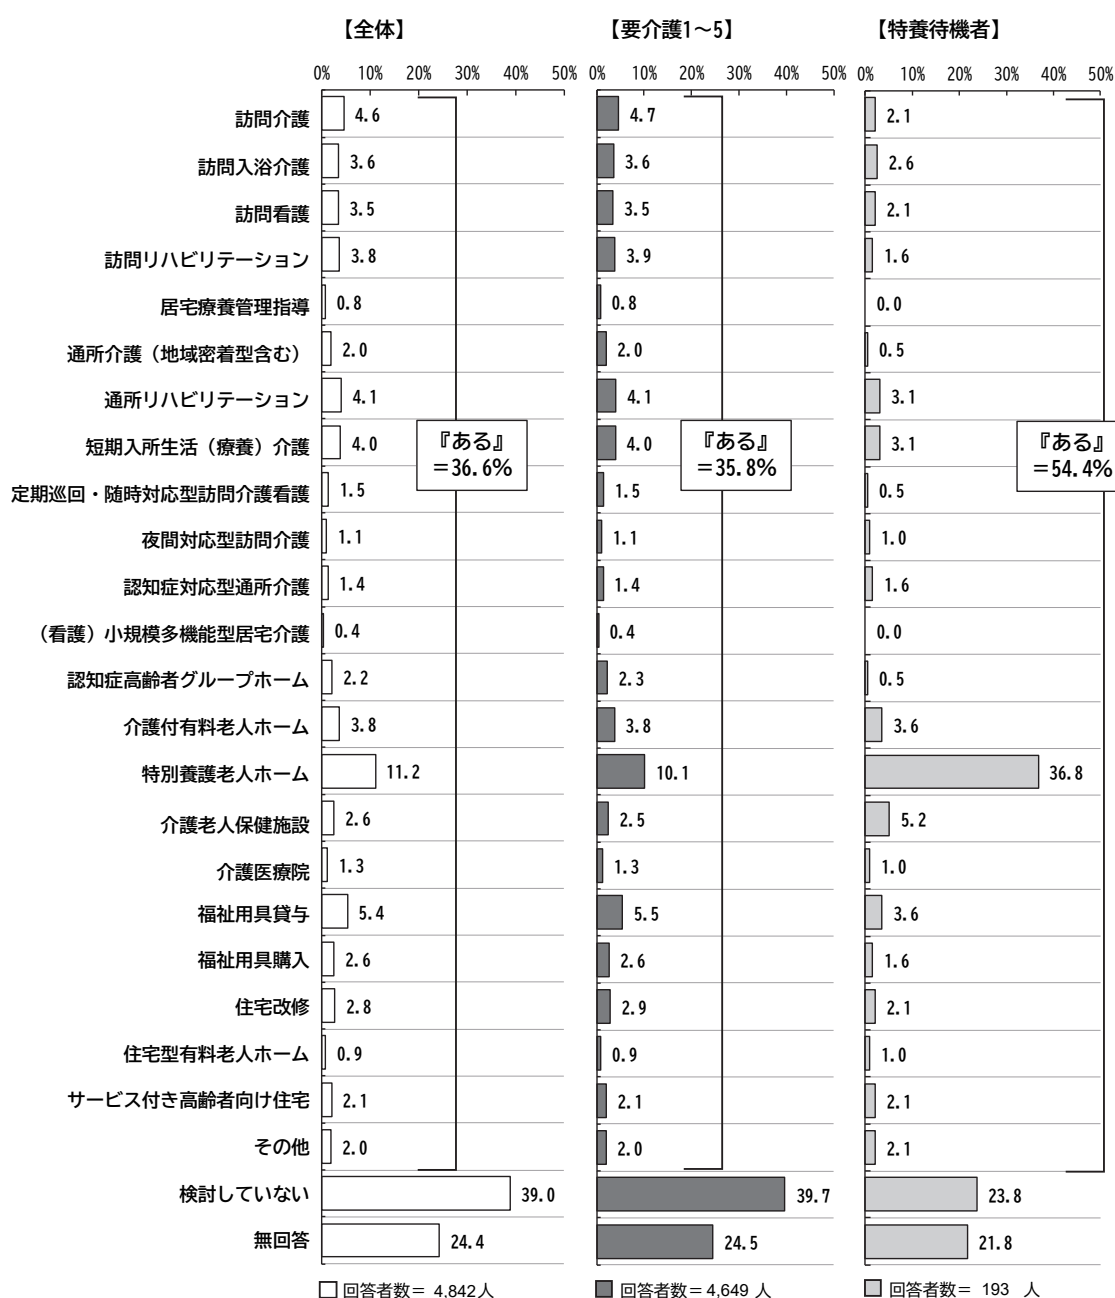 【全体】 【要介護1～5】 【特養待機者】
0% 10% 20% 30% 40% 50% 0% 10% 20% 30% 40% 50% 0% 10% 20% 30% 40% 50%
訪問介護 4.6 4.7 2.1
訪問入浴介護 3.6 3.6 2.6
訪問看護 3.5 3.5 2.1
訪問リハビリテーション 3.8 3.9 1.6
居宅療養管理指導 0.8 0.8 0.0
通所介護（地域密着型含む） 2.0 2.0 0.5
通所リハビリテーション 4.1 4.1 3.1
短期入所生活（療養）介護 4.0 4.0 3.1
『ある』 『ある』 『ある』
＝36.6% ＝35.8% ＝54.4%
定期巡回・随時対応型訪問介護看護 1.5 1.5 0.5
夜間対応型訪問介護 1.1 1.1 1.0
認知症対応型通所介護 1.4 1.4 1.6
（看護）小規模多機能型居宅介護 0.4 0.4 0.0
認知症高齢者グループホーム 2.2 2.3 0.5
介護付有料老人ホーム 3.8 3.8 3.6
特別養護老人ホーム 11.2 10.1 36.8
介護老人保健施設 2.6 2.5 5.2
介護医療院 1.3 1.3 1.0
福祉用具貸与 5.4 5.5 3.6
福祉用具購入 2.6 2.6 1.6
住宅改修 2.8 2.9 2.1
住宅型有料老人ホーム 0.9 0.9 1.0
サービス付き高齢者向け住宅 2.1 2.1 2.1
その他 2.0 2.0 2.1
検討していない 39.0 39.7 23.8
無回答 24.4 24.5 21.8
回答者数＝ 4,842人 回答者数＝ 4,649 人 回答者数＝ 193 人